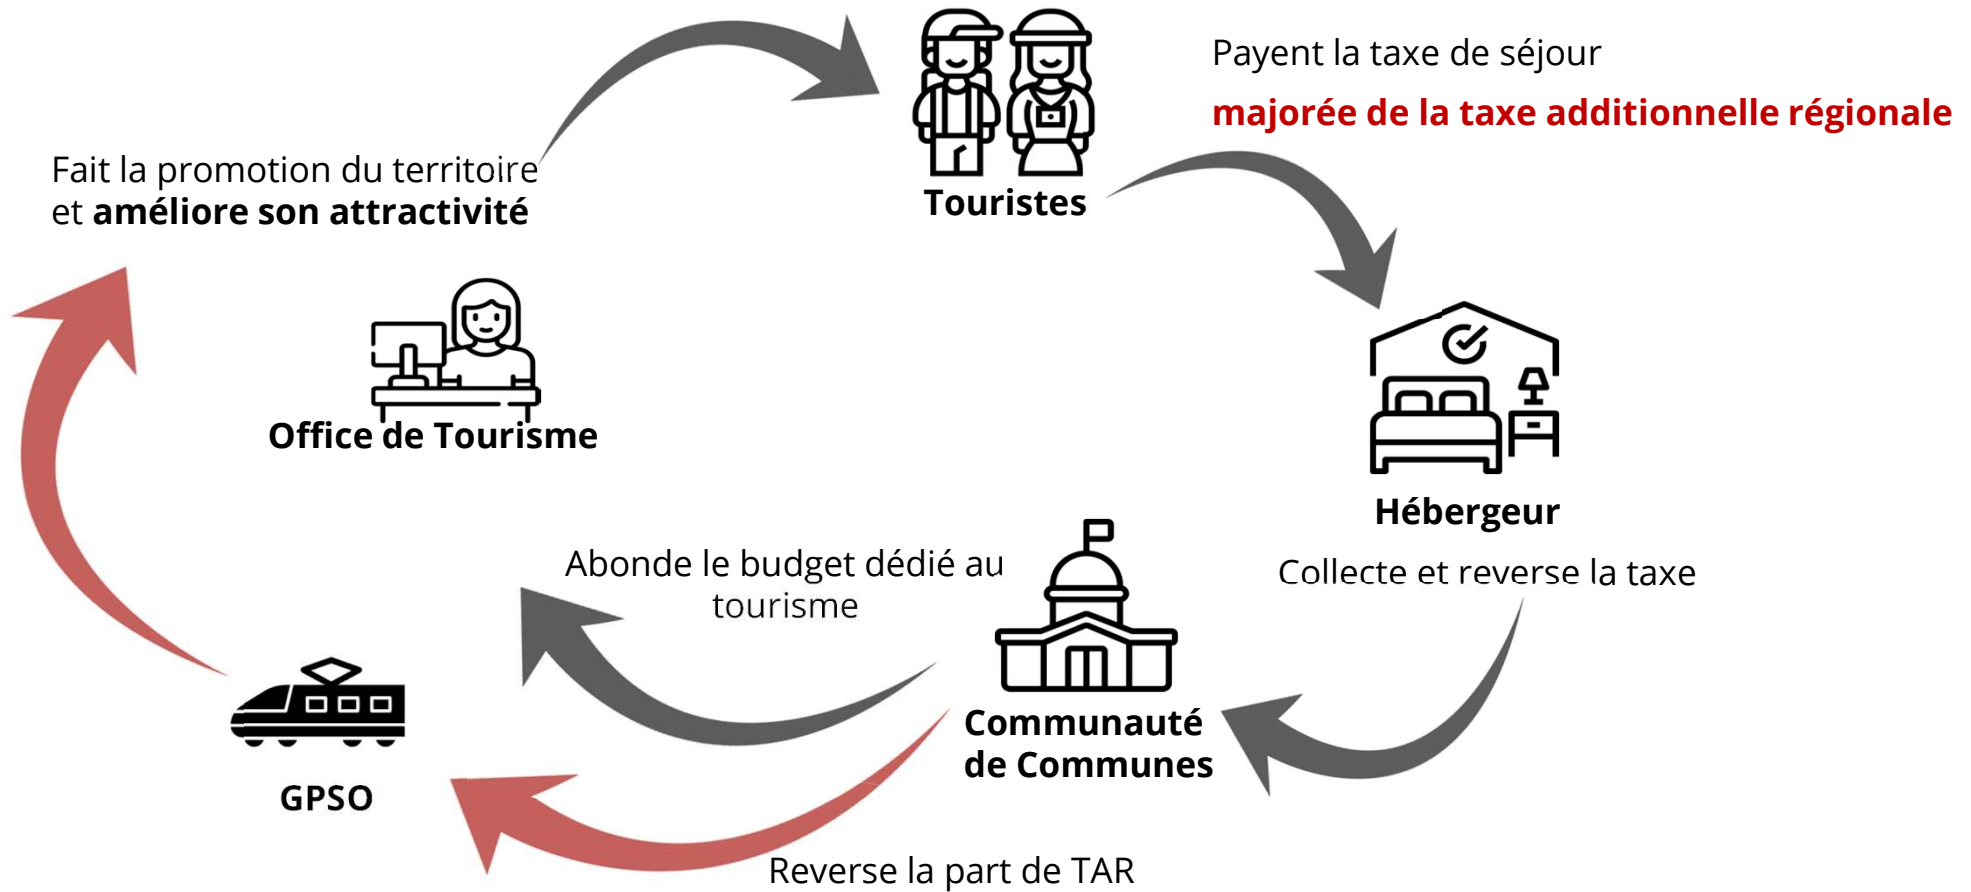 Payent la taxe de séjour
majorée de la taxe additionnelle régionale
Touristes
Fait la promotion du territoire
et améliore son attractivité
Office de Tourisme
Hébergeur
Collecte et reverse la taxe
Abonde le budget dédié au
tourisme
Communauté
de Communes
GPSO
Reverse la part de TAR